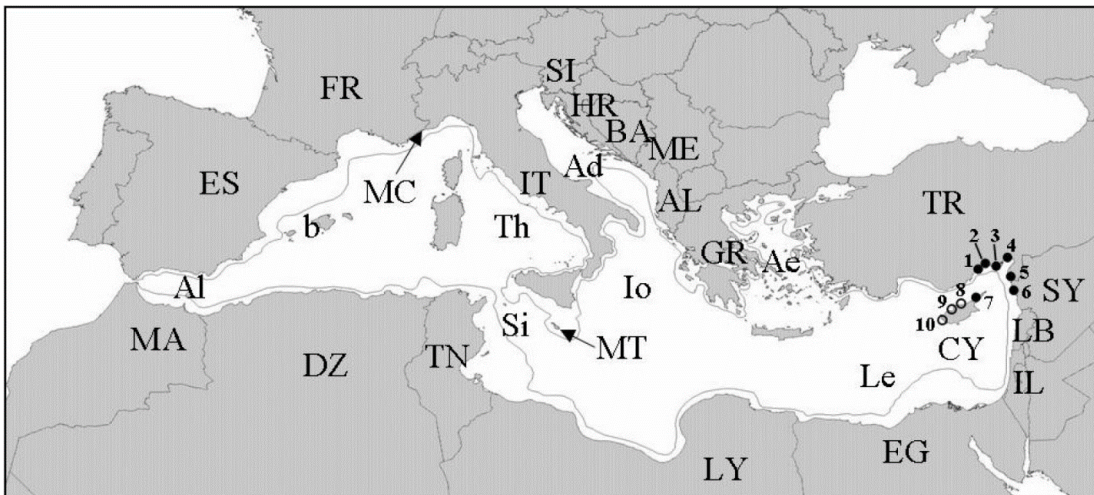 SI
FR
HR
BA
ME
Ad
ES
MC
IT
AL
TR
b
Th
GR
2
3
4
1
Ae
5
Al
Io
6
SY
8
7
9
10
Si
MA
MT
CY
LB
TN
DZ
Le
IL
EG
LY